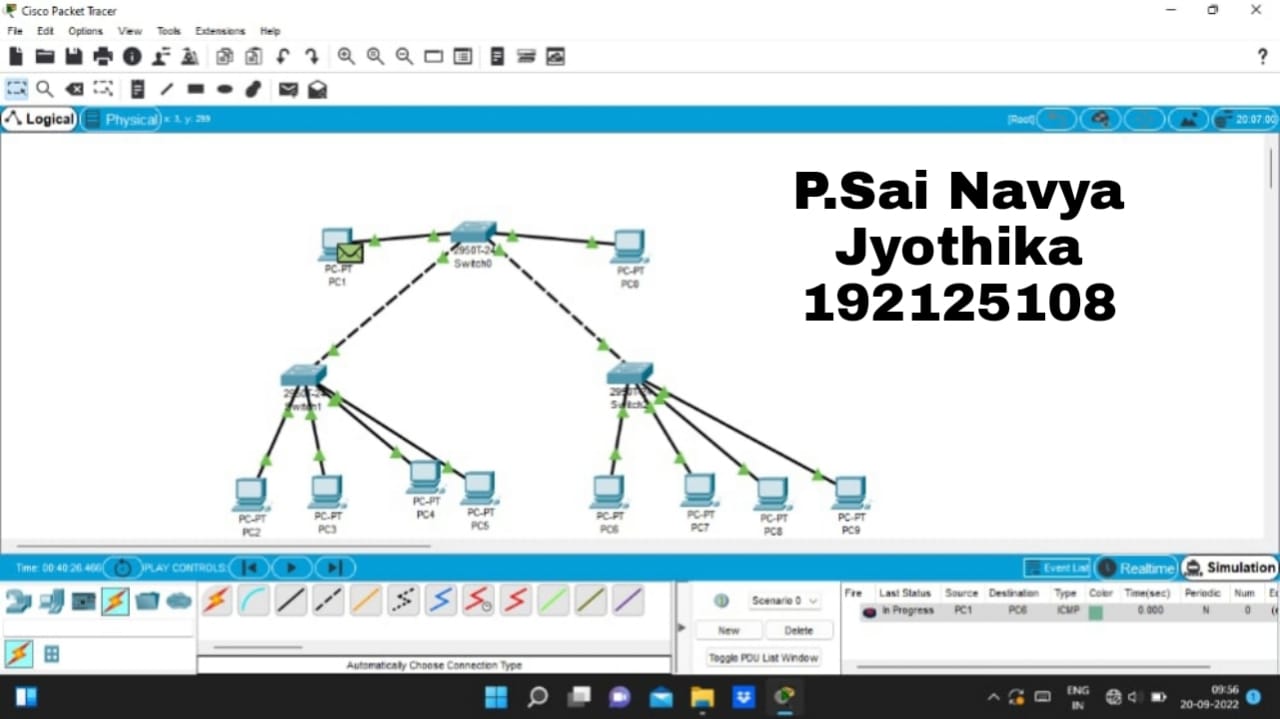 Cisco Packet Tracer
File Edit Options View Tools Extensions Help
Logical Physical x: 3, y: 299 [Root] 20:07:00
P.Sai Navya
Jyothika
192125108
2950T-24
Switch0
PC-PT
PC1
PC-PT
PC0
2950T-24
Switch1
2950T-24
PC-PT
PC2
PC-PT
PC3
PC-PT
PC4
PC-PT
PC5
PC-PT
PC6
PC-PT
PC7
PC-PT
PC8
PC-PT
PC9
Time: 00:40:26.466 PLAY CONTROLS: Event List Realtime Simulation
Scenario 0
New Delete
Toggle PDU List Window
Fire Last Status Source Destination Type Color Time(sec) Periodic Num
In Progress PC1 PC6 ICMP 0.000 N 0
Automatically Choose Connection Type
ENG
IN
09:56
20-09-2022
1